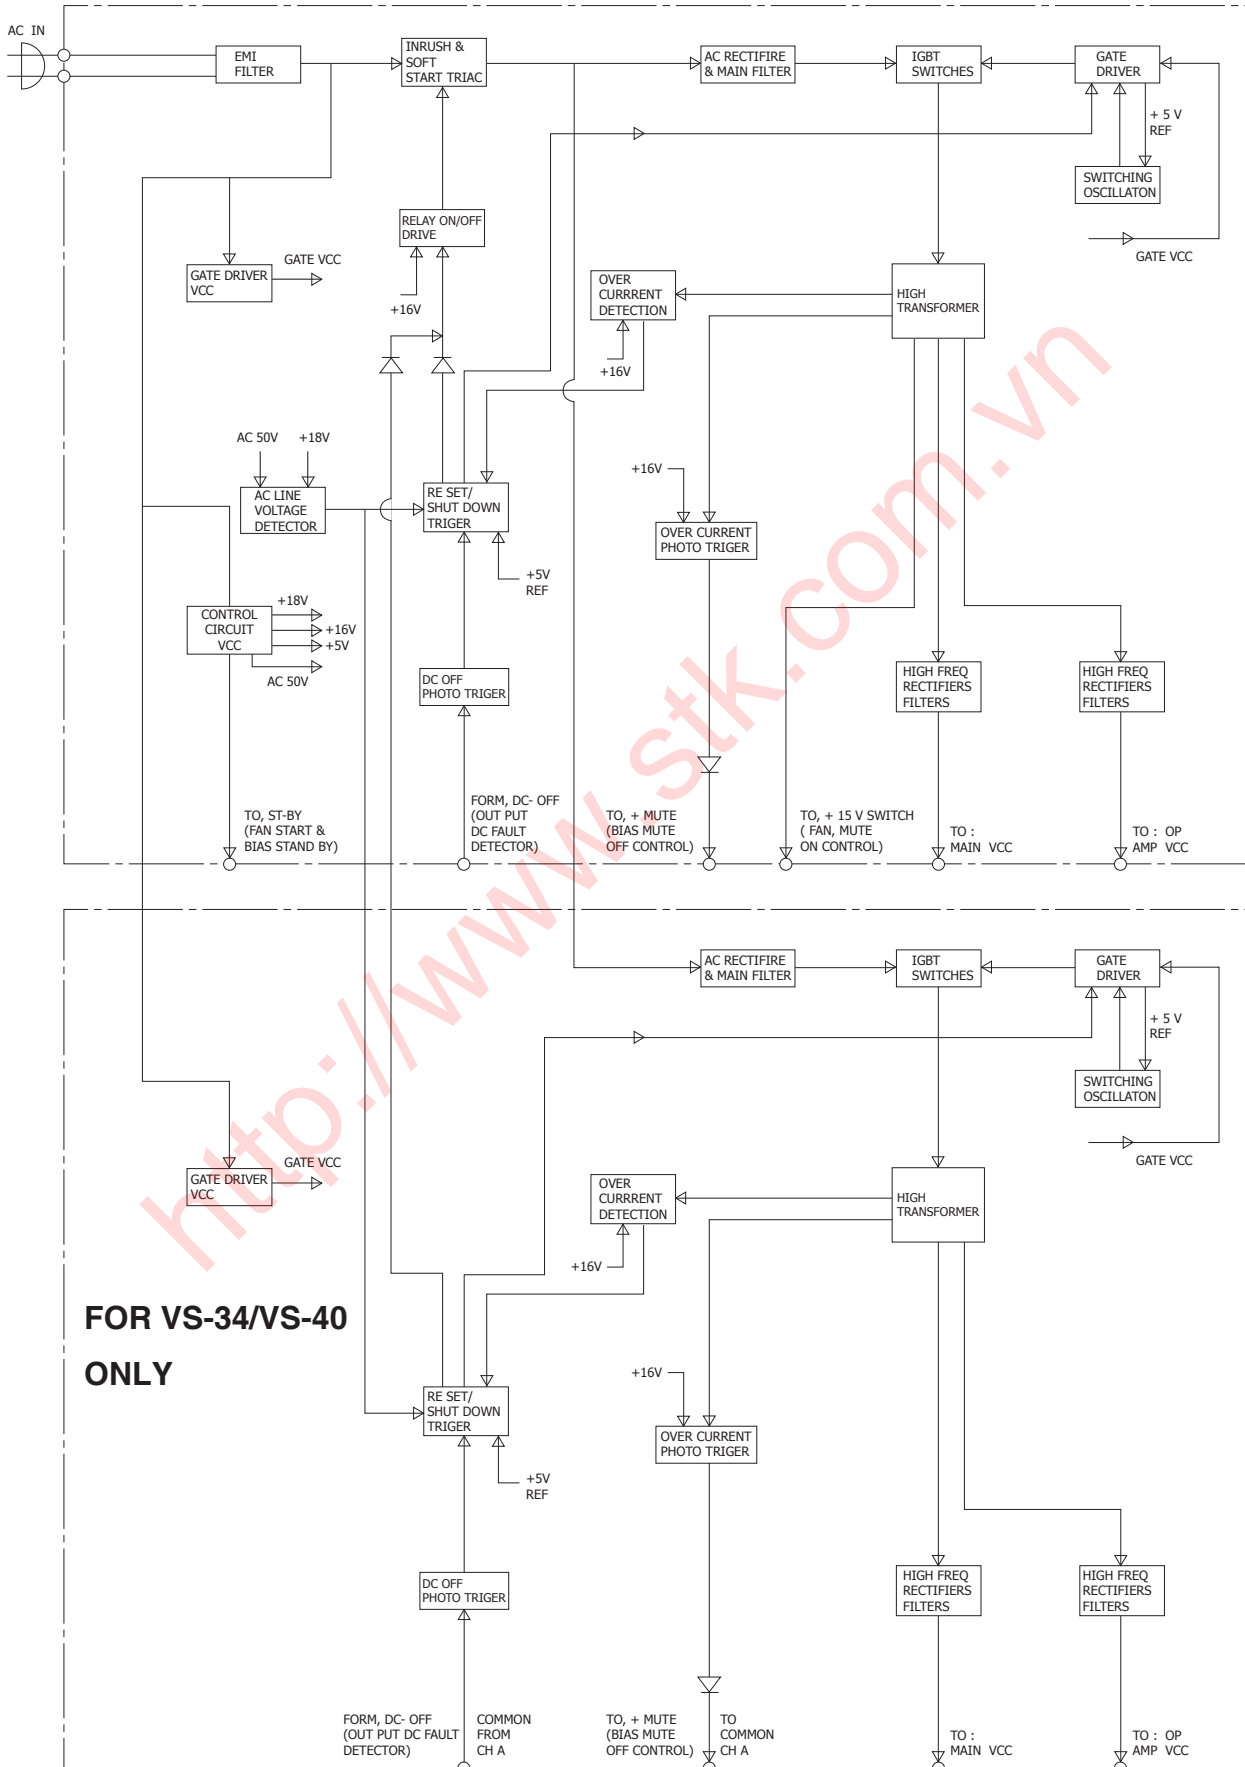 AC IN
EMI
FILTER
INRUSH &
SOFT
START TRIAC
AC RECTIFIRE
& MAIN FILTER
IGBT
SWITCHES
GATE
DRIVER
+ 5 V
REF
SWITCHING
OSCILLATON
GATE VCC
RELAY ON/OFF
DRIVE
+16V
GATE DRIVER
VCC
GATE VCC
OVER
CURRRENT
DETECTION
+16V
HIGH
TRANSFORMER
AC 50V
+18V
AC LINE
VOLTAGE
DETECTOR
RE SET/
SHUT DOWN
TRIGER
+5V
REF
+16V
OVER CURRENT
PHOTO TRIGER
CONTROL
CIRCUIT
VCC
+18V
+16V
+5V
AC 50V
DC OFF
PHOTO TRIGER
HIGH FREQ
RECTIFIERS
FILTERS
HIGH FREQ
RECTIFIERS
FILTERS
TO, ST-BY
(FAN START &
BIAS STAND BY)
FORM, DC- OFF
(OUT PUT
DC FAULT
DETECTOR)
TO, + MUTE
(BIAS MUTE
OFF CONTROL)
TO, + 15 V SWITCH
( FAN, MUTE
ON CONTROL)
TO :
MAIN VCC
TO : OP
AMP VCC
http://www.stk.com.vn
AC RECTIFIRE
& MAIN FILTER
IGBT
SWITCHES
GATE
DRIVER
+ 5 V
REF
SWITCHING
OSCILLATON
GATE VCC
GATE DRIVER
VCC
GATE VCC
OVER
CURRRENT
DETECTION
+16V
HIGH
TRANSFORMER
FOR VS-34/VS-40
ONLY
RE SET/
SHUT DOWN
TRIGER
+5V
REF
+16V
OVER CURRENT
PHOTO TRIGER
DC OFF
PHOTO TRIGER
HIGH FREQ
RECTIFIERS
FILTERS
HIGH FREQ
RECTIFIERS
FILTERS
FORM, DC- OFF
(OUT PUT DC FAULT
DETECTOR)
COMMON
FROM
CH A
TO, + MUTE
(BIAS MUTE
OFF CONTROL)
TO
COMMON
CH A
TO :
MAIN VCC
TO : OP
AMP VCC